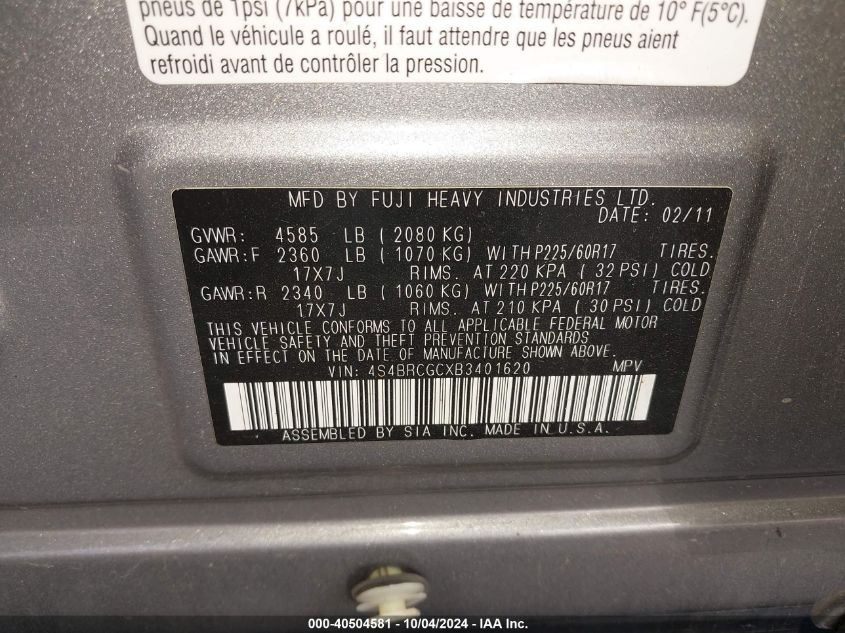 pneus de 1psi (7kPa) pour une baisse de température de 10° F(5°C).
Quand le véhicule a roulé, il faut attendre que les pneus aient
refroidi avant de contrôler la pression.
MFD BY FUJI HEAVY INDUSTRIES LTD.
DATE: 02/11
GVWR: 4585 LB (2080 KG)
GAWR:F 2360 LB (1070 KG) WITH P225/60R17 TIRES.
17X7J RIMS. AT 220 KPA (32 PSI) COLD
GAWR:R 2340 LB (1060 KG) WITH P225/60R17 TIRES.
17X7J RIMS. AT 210 KPA (30 PSI) COLD
THIS VEHICLE CONFORMS TO ALL APPLICABLE FEDERAL MOTOR
VEHICLE SAFETY AND THEFT PREVENTION STANDARDS
IN EFFECT ON THE DATE OF MANUFACTURE SHOWN ABOVE.
VIN: 4S4BRCGCXB3401620 MPV
ASSEMBLED BY SIA INC. MADE IN U.S.A.
000-40504581 - 10/04/2024 - IAA Inc.